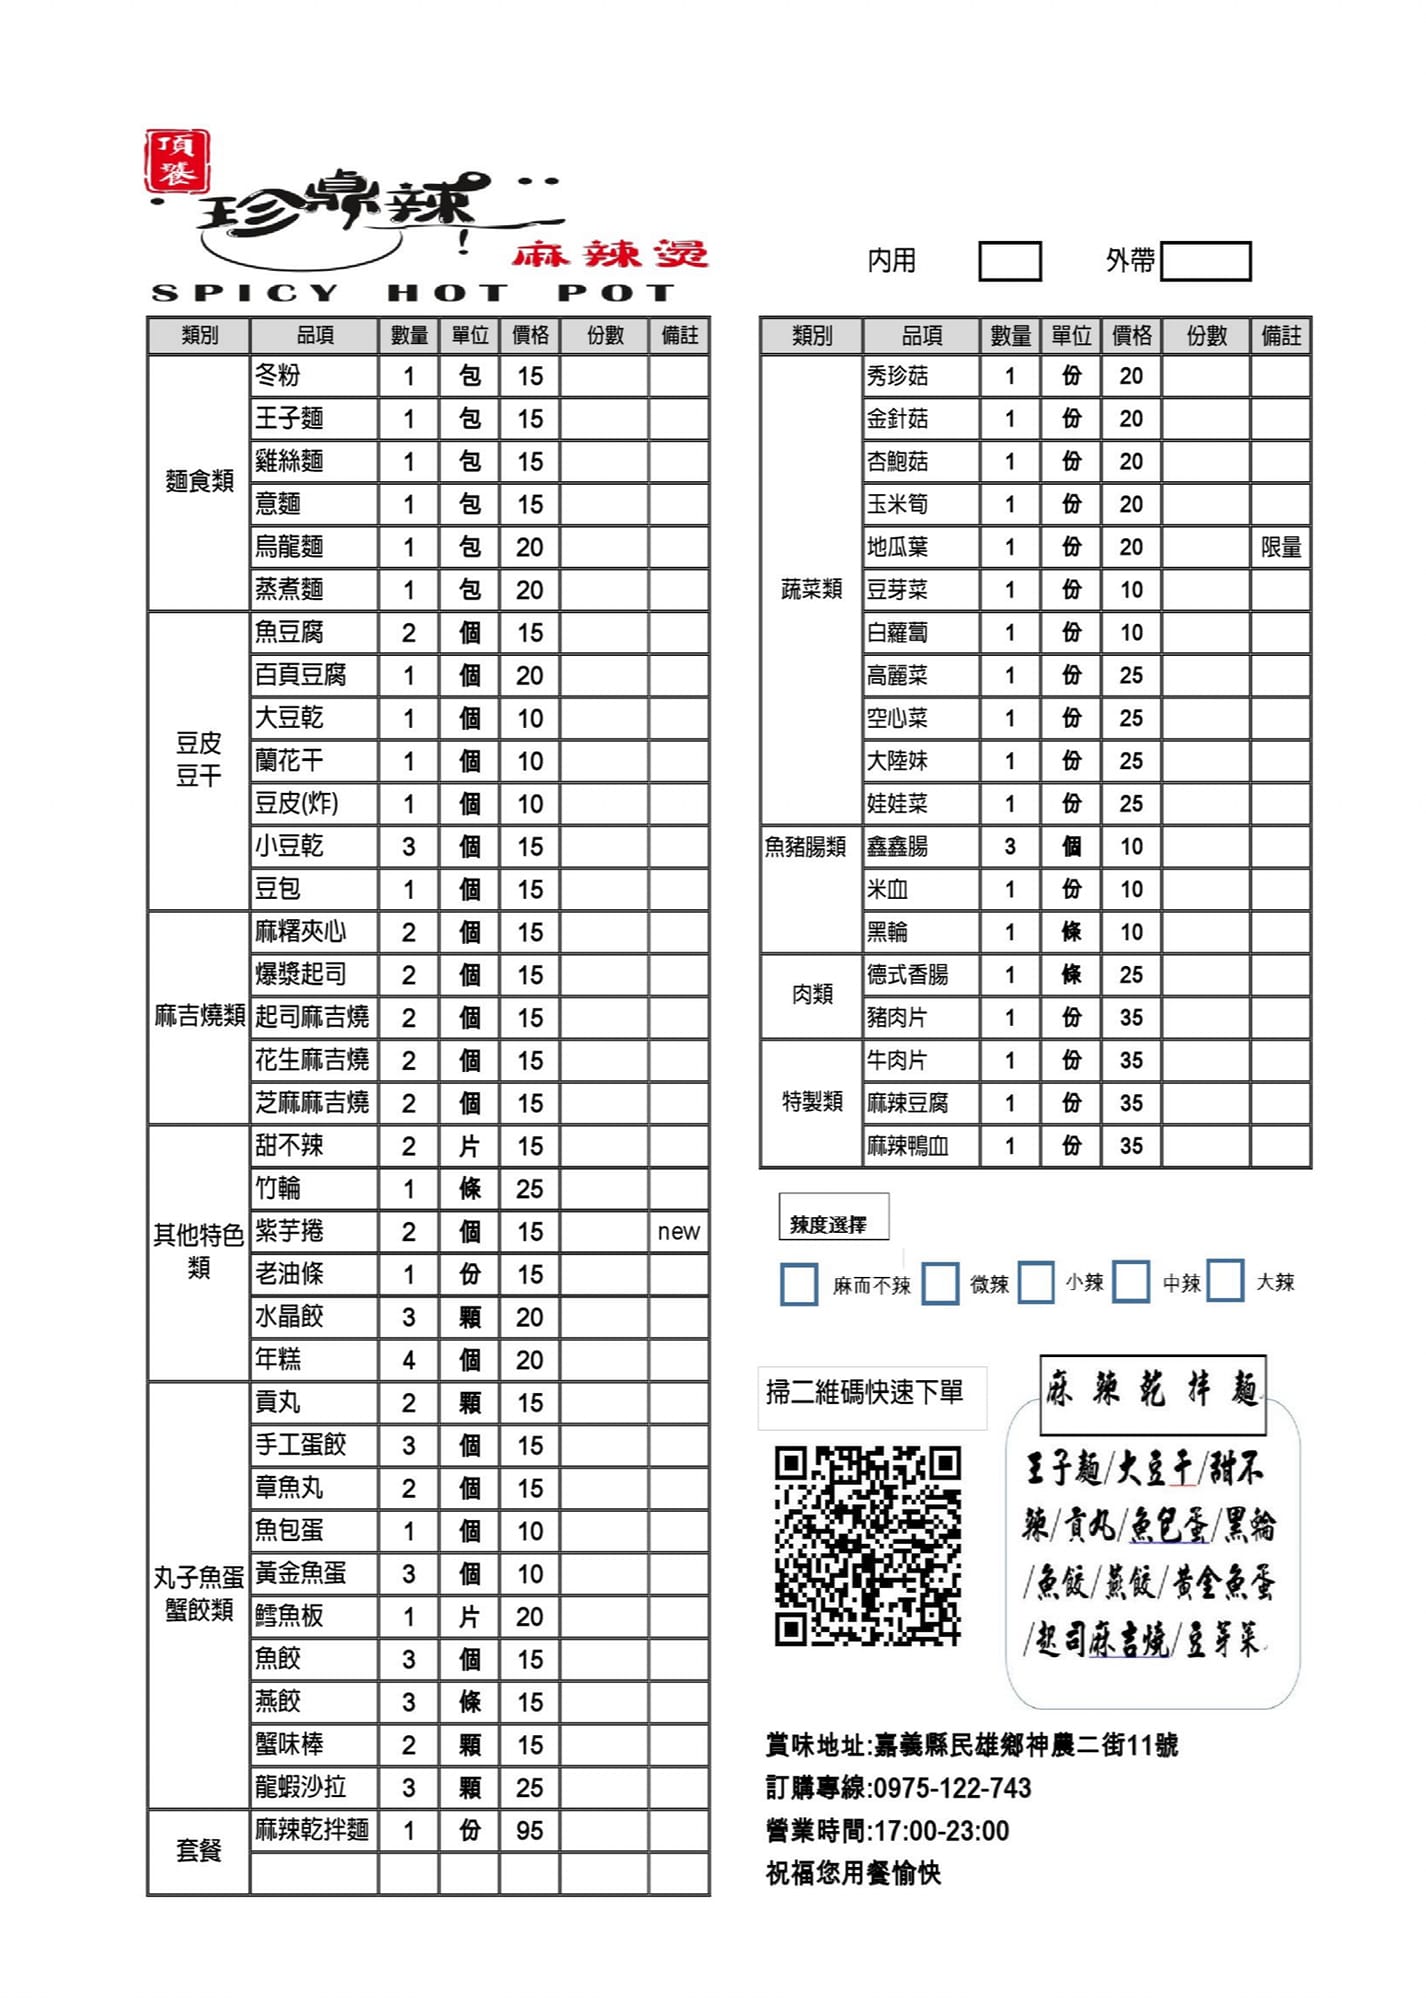 頂饕
珍鼎辣
!
麻辣燙
SPICY HOT POT
內用 外帶
類別 品項 數量 單位 價格 份數 備註
麵食類
冬粉 1 包 15
王子麵 1 包 15
雞絲麵 1 包 15
意麵 1 包 15
烏龍麵 1 包 20
蒸煮麵 1 包 20
豆皮
豆干
魚豆腐 2 個 15
百頁豆腐 1 個 20
大豆乾 1 個 10
蘭花干 1 個 10
豆皮(炸) 1 個 10
小豆乾 3 個 15
豆包 1 個 15
麻吉燒類
麻糬夾心 2 個 15
爆漿起司 2 個 15
起司麻吉燒 2 個 15
花生麻吉燒 2 個 15
芝麻麻吉燒 2 個 15
其他特色
類
甜不辣 2 片 15
竹輪 1 條 25
紫芋捲 2 個 15 new
老油條 1 份 15
水晶餃 3 顆 20
年糕 4 個 20
丸子魚蛋
蟹餃類
貢丸 2 顆 15
手工蛋餃 3 個 15
章魚丸 2 個 15
魚包蛋 1 個 10
黃金魚蛋 3 個 10
鱈魚板 1 片 20
魚餃 3 個 15
燕餃 3 條 15
蟹味棒 2 顆 15
龍蝦沙拉 3 顆 25
套餐
麻辣乾拌麵 1 份 95
類別 品項 數量 單位 價格 份數 備註
蔬菜類
秀珍菇 1 份 20
金針菇 1 份 20
杏鮑菇 1 份 20
玉米筍 1 份 20
地瓜葉 1 份 20 限量
豆芽菜 1 份 10
白蘿蔔 1 份 10
高麗菜 1 份 25
空心菜 1 份 25
大陸妹 1 份 25
娃娃菜 1 份 25
魚豬腸類
鑫鑫腸 3 個 10
米血 1 份 10
黑輪 1 條 10
肉類
德式香腸 1 條 25
豬肉片 1 份 35
特製類
牛肉片 1 份 35
麻辣豆腐 1 份 35
麻辣鴨血 1 份 35
辣度選擇
麻而不辣 微辣 小辣 中辣 大辣
掃二維碼快速下單
麻辣乾拌麵
王子麵/大豆干/甜不
辣/貢丸/魚包蛋/黑輪
/魚餃/燕餃/黃金魚蛋
/起司麻吉燒/豆芽菜
賞味地址:嘉義縣民雄鄉神農二街11號
訂購專線:0975-122-743
營業時間:17:00-23:00
祝福您用餐愉快